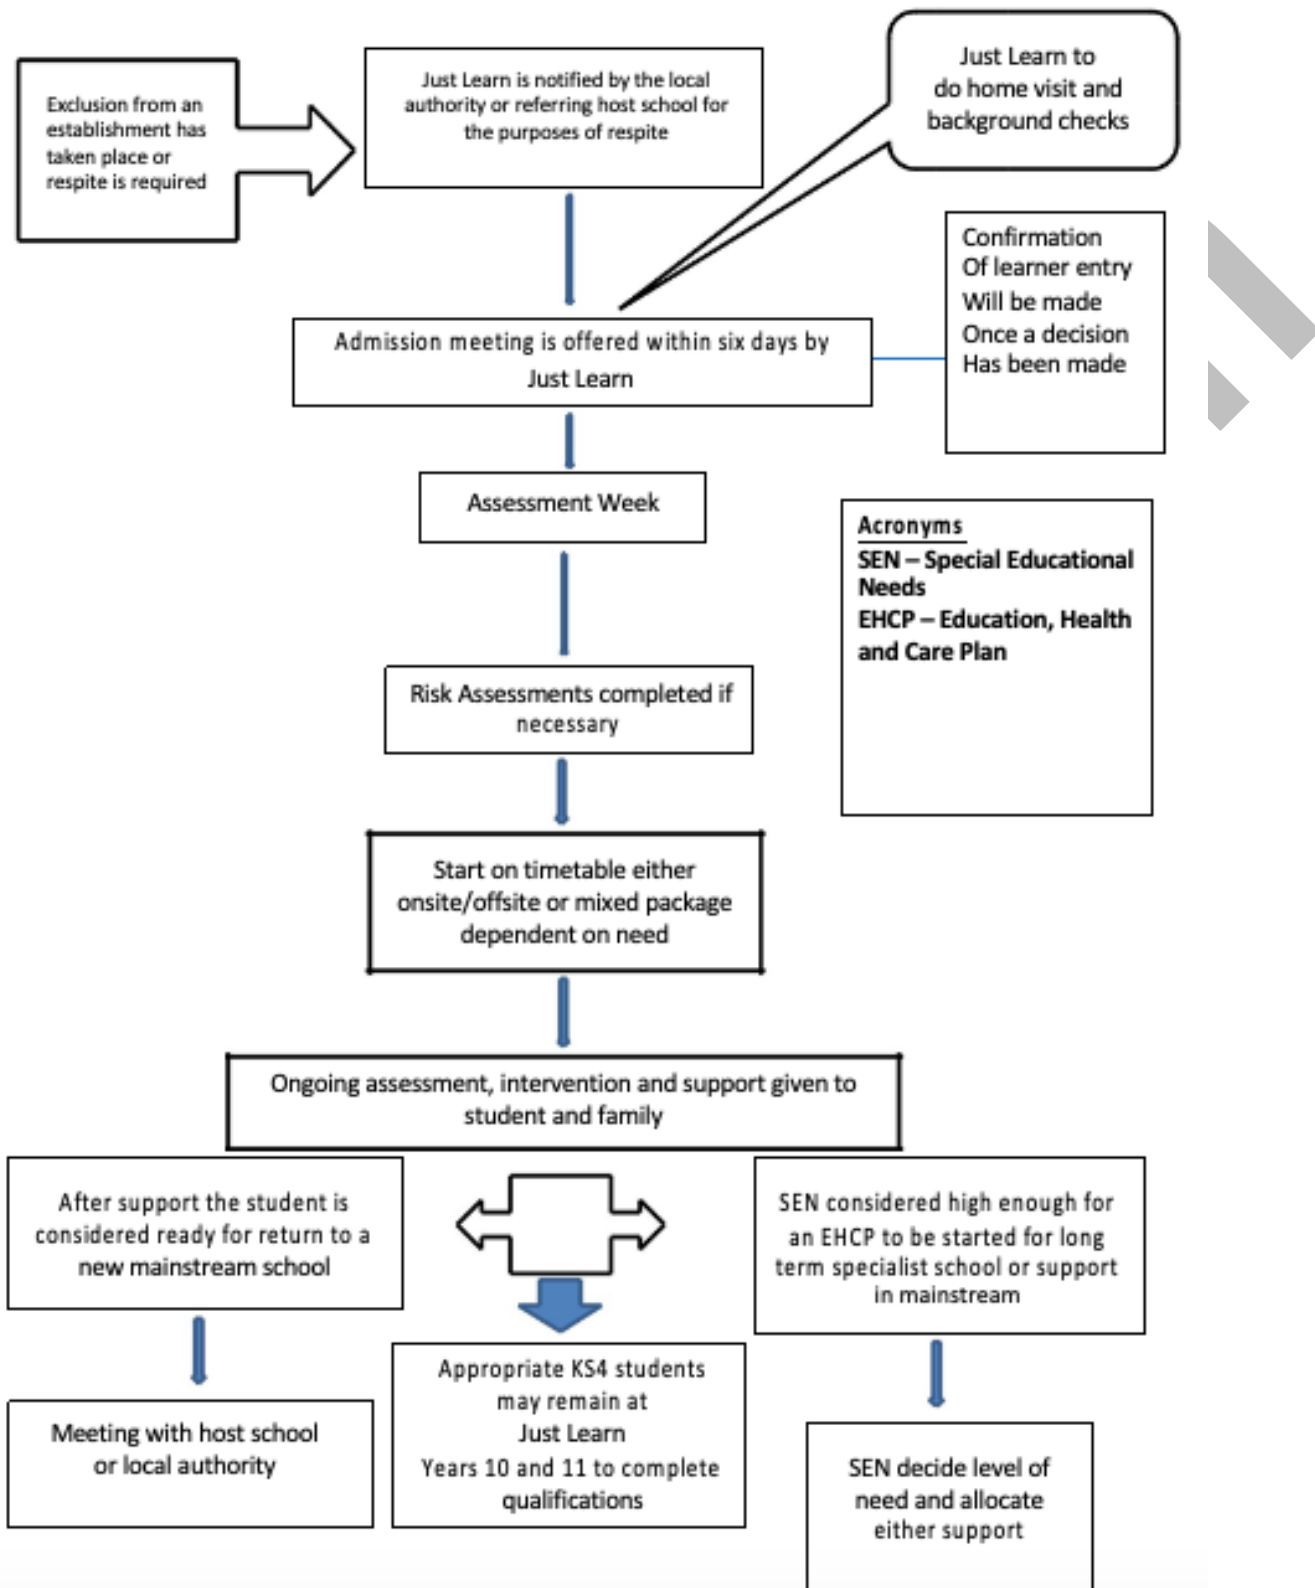 Exclusion from an
establishment has
taken place or
respite is required
Just Learn is notified by the local
authority or referring host school for
the purposes of respite
Just Learn to
do home visit and
background checks
Confirmation
Of learner entry
Will be made
Once a decision
Has been made
Admission meeting is offered within six days by
Just Learn
Assessment Week
Acronyms
SEN – Special Educational
Needs
EHCP – Education, Health
and Care Plan
Risk Assessments completed if
necessary
Start on timetable either
onsite/offsite or mixed package
dependent on need
Ongoing assessment, intervention and support given to
student and family
After support the student is
considered ready for return to a
new mainstream school
SEN considered high enough for
an EHCP to be started for long
term specialist school or support
in mainstream
Meeting with host school
or local authority
Appropriate KS4 students
may remain at
Just Learn
Years 10 and 11 to complete
qualifications
SEN decide level of
need and allocate
either support